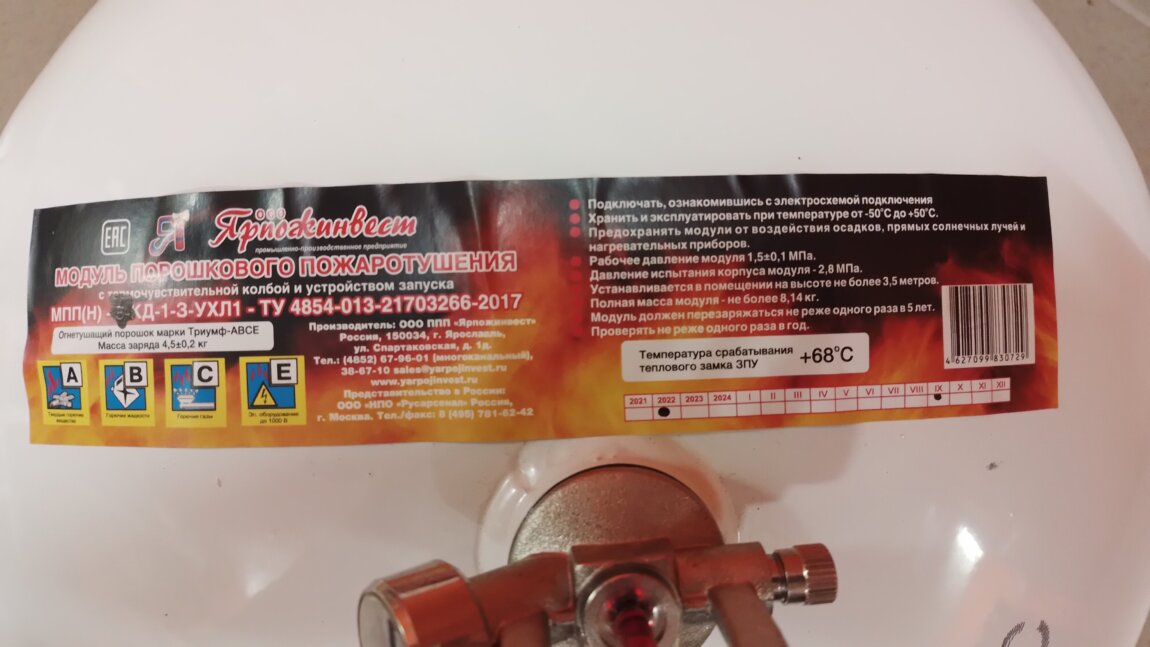 EAC
Я
ООО
Ярпожинвест
промышленно-производственное предприятие
МОДУЛЬ ПОРОШКОВОГО ПОЖАРОТУШЕНИЯ
с термочувствительной колбой и устройством запуска
МПП(Н) - КД-1-3-УХЛ1 - ТУ 4854-013-21703266-2017
Огнетушащий порошок марки Триумф-АВСЕ
Масса заряда 4,5±0,2 кг
Производитель: ООО ППП «Ярпожинвест»
Россия, 150034, г. Ярославль,
ул. Спартаковская, д. 1д.
Тел.: (4852) 67-96-01 (многоканальный),
38-67-10 sales@yarpojinvest.ru
www.yarpojinvest.ru
Представительство в России:
ООО «НПО «Русарсенал» Россия,
г. Москва. Тел./факс: 8 (495) 781-62-42
A
Твердые горючие
вещества
B
Горючие жидкости
C
Горючие газы
E
Эл. оборудование
до 1000 В
Подключать, ознакомившись с электросхемой подключения
Хранить и эксплуатировать при температуре от -50°С до +50°С.
Предохранять модули от воздействия осадков, прямых солнечных лучей и
нагревательных приборов.
Рабочее давление модуля 1,5±0,1 МПа.
Давление испытания корпуса модуля - 2,8 МПа.
Устанавливается в помещении на высоте не более 3,5 метров.
Полная масса модуля - не более 8,14 кг.
Модуль должен перезаряжаться не реже одного раза в 5 лет.
Проверять не реже одного раза в год.
Температура срабатывания
теплового замка ЗПУ
+68°С
4 627099 830729
2021 2022 2023 2024 I II III IV V VI VII VIII IX X XI XII